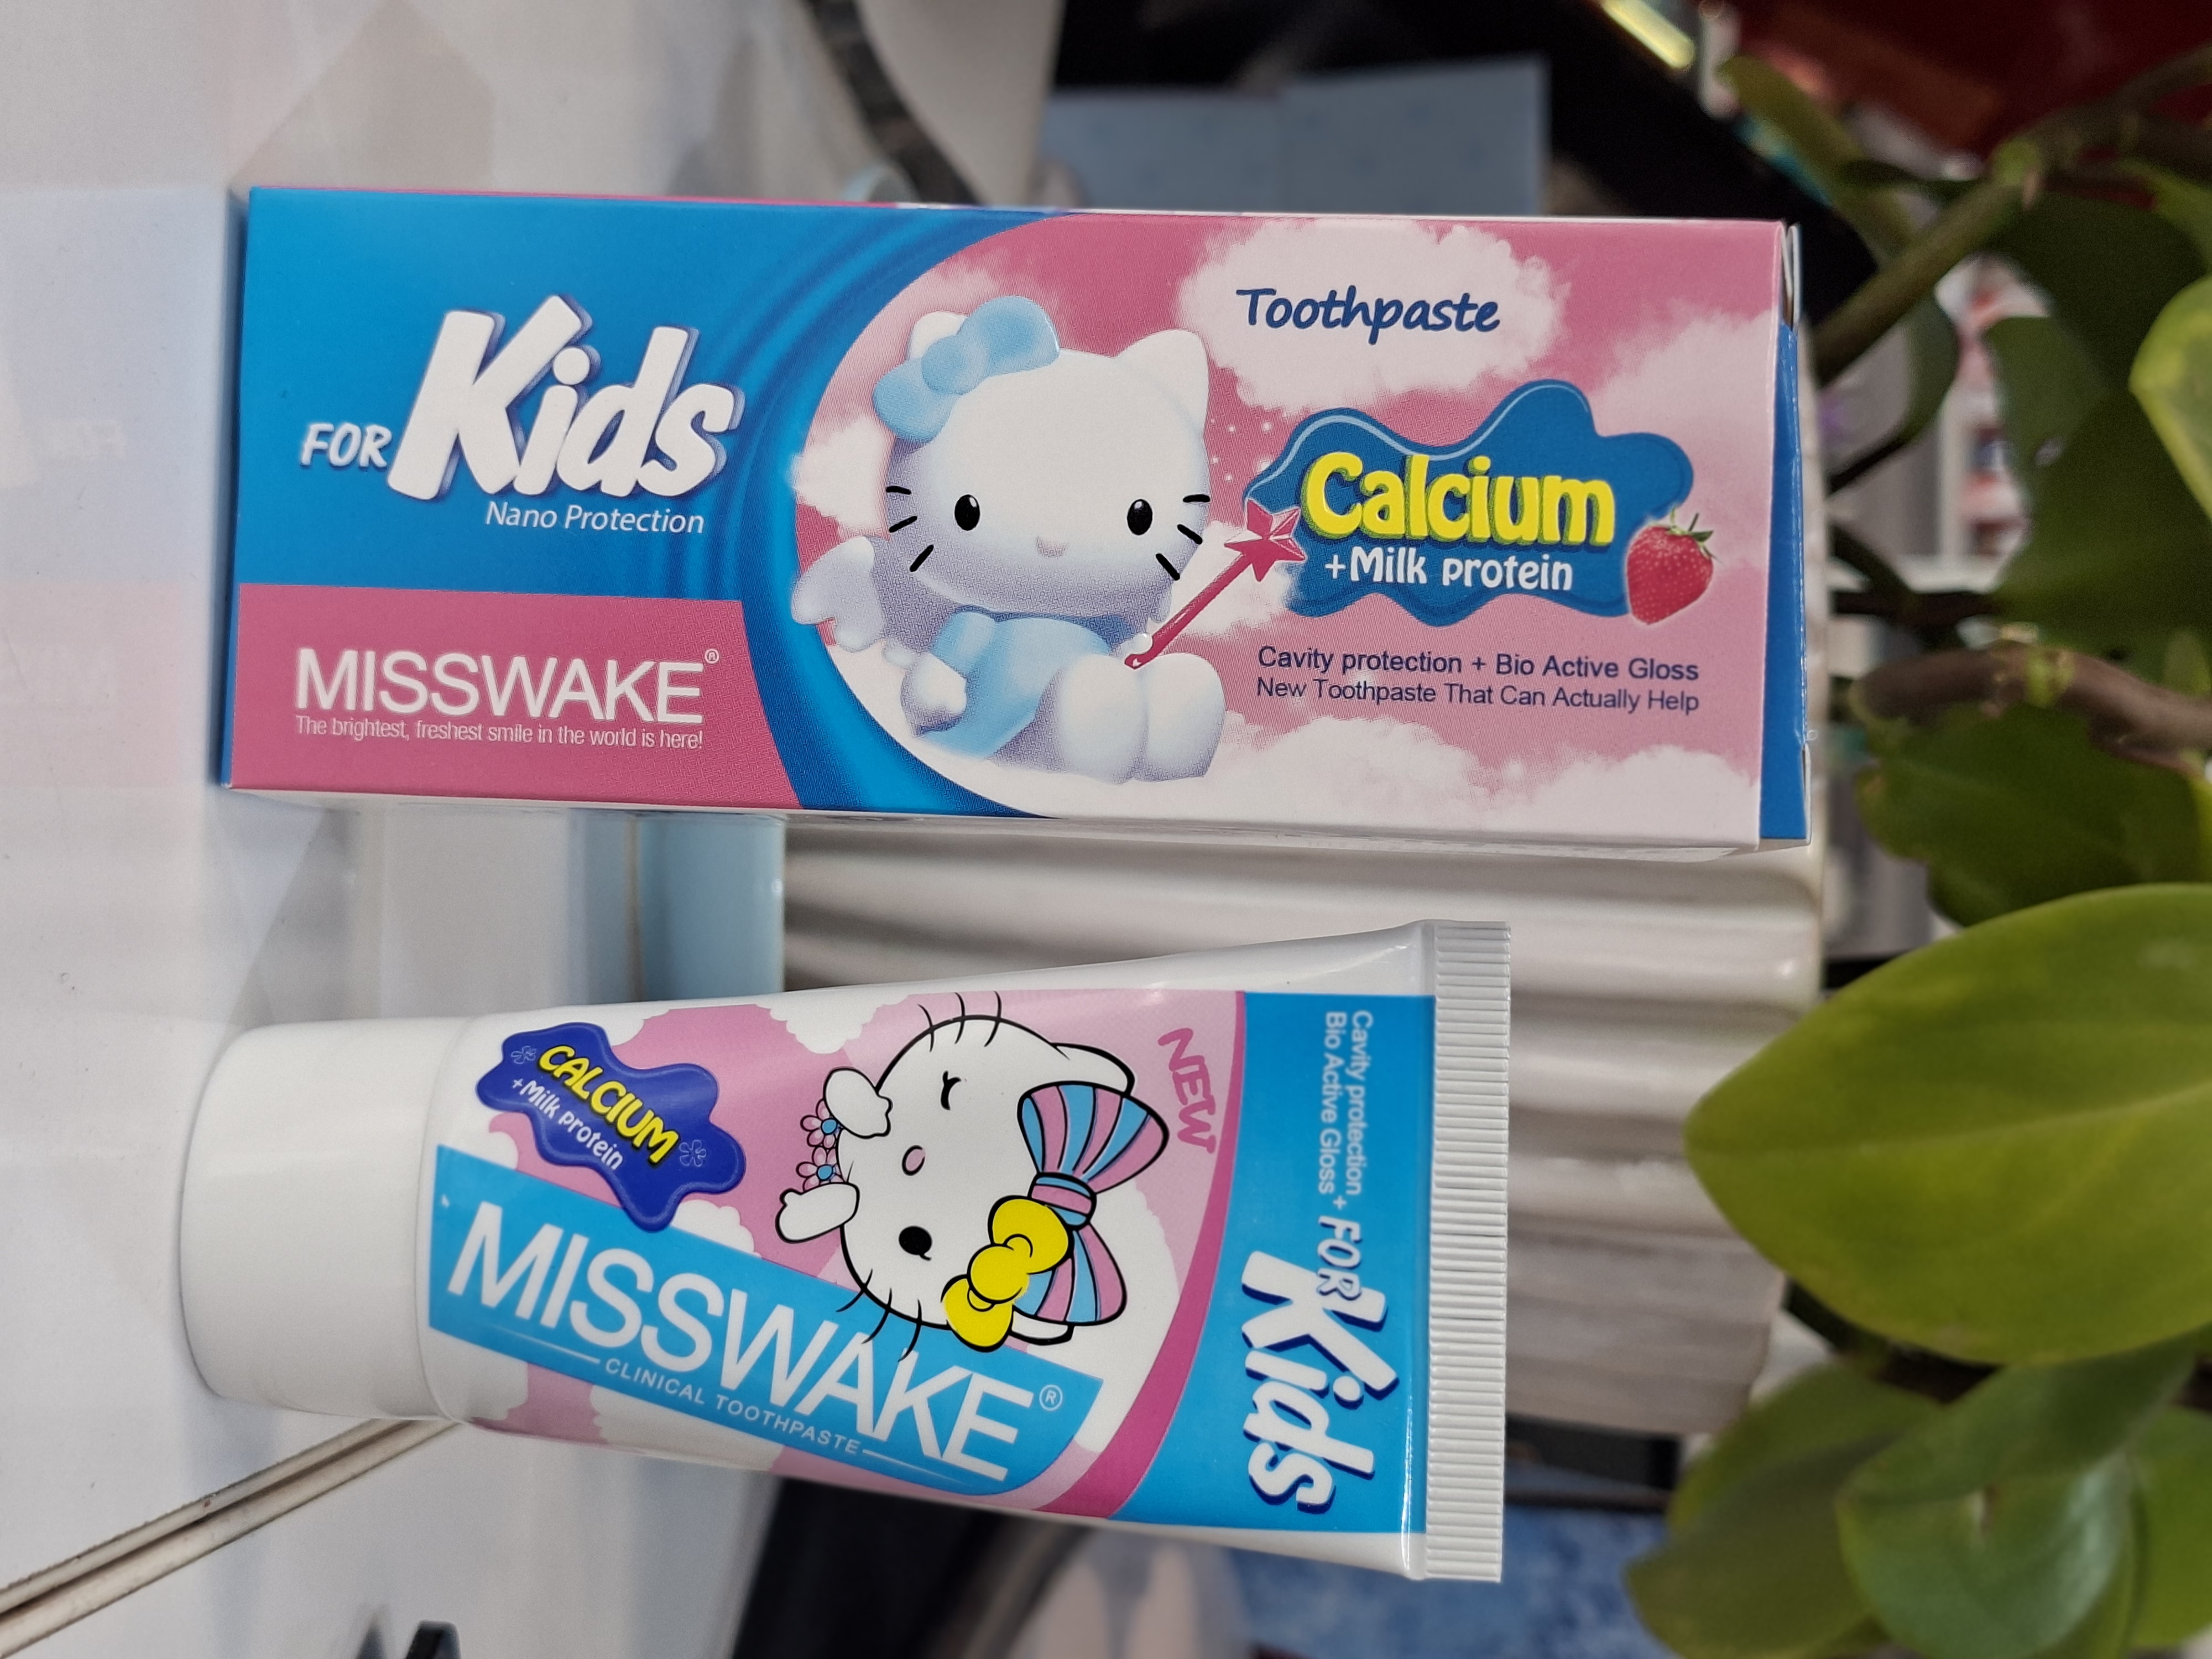 FOR Kids
Nano Protection
MISSWAKE®
The brightest, freshest smile in the world is here!
Toothpaste
Calcium
+Milk protein
Cavity protection + Bio Active Gloss
New Toothpaste That Can Actually Help
CALCIUM
+Milk protein
MISSWAKE®
CLINICAL TOOTHPASTE
NEW
Cavity protection +
Bio Active Gloss
FOR Kids